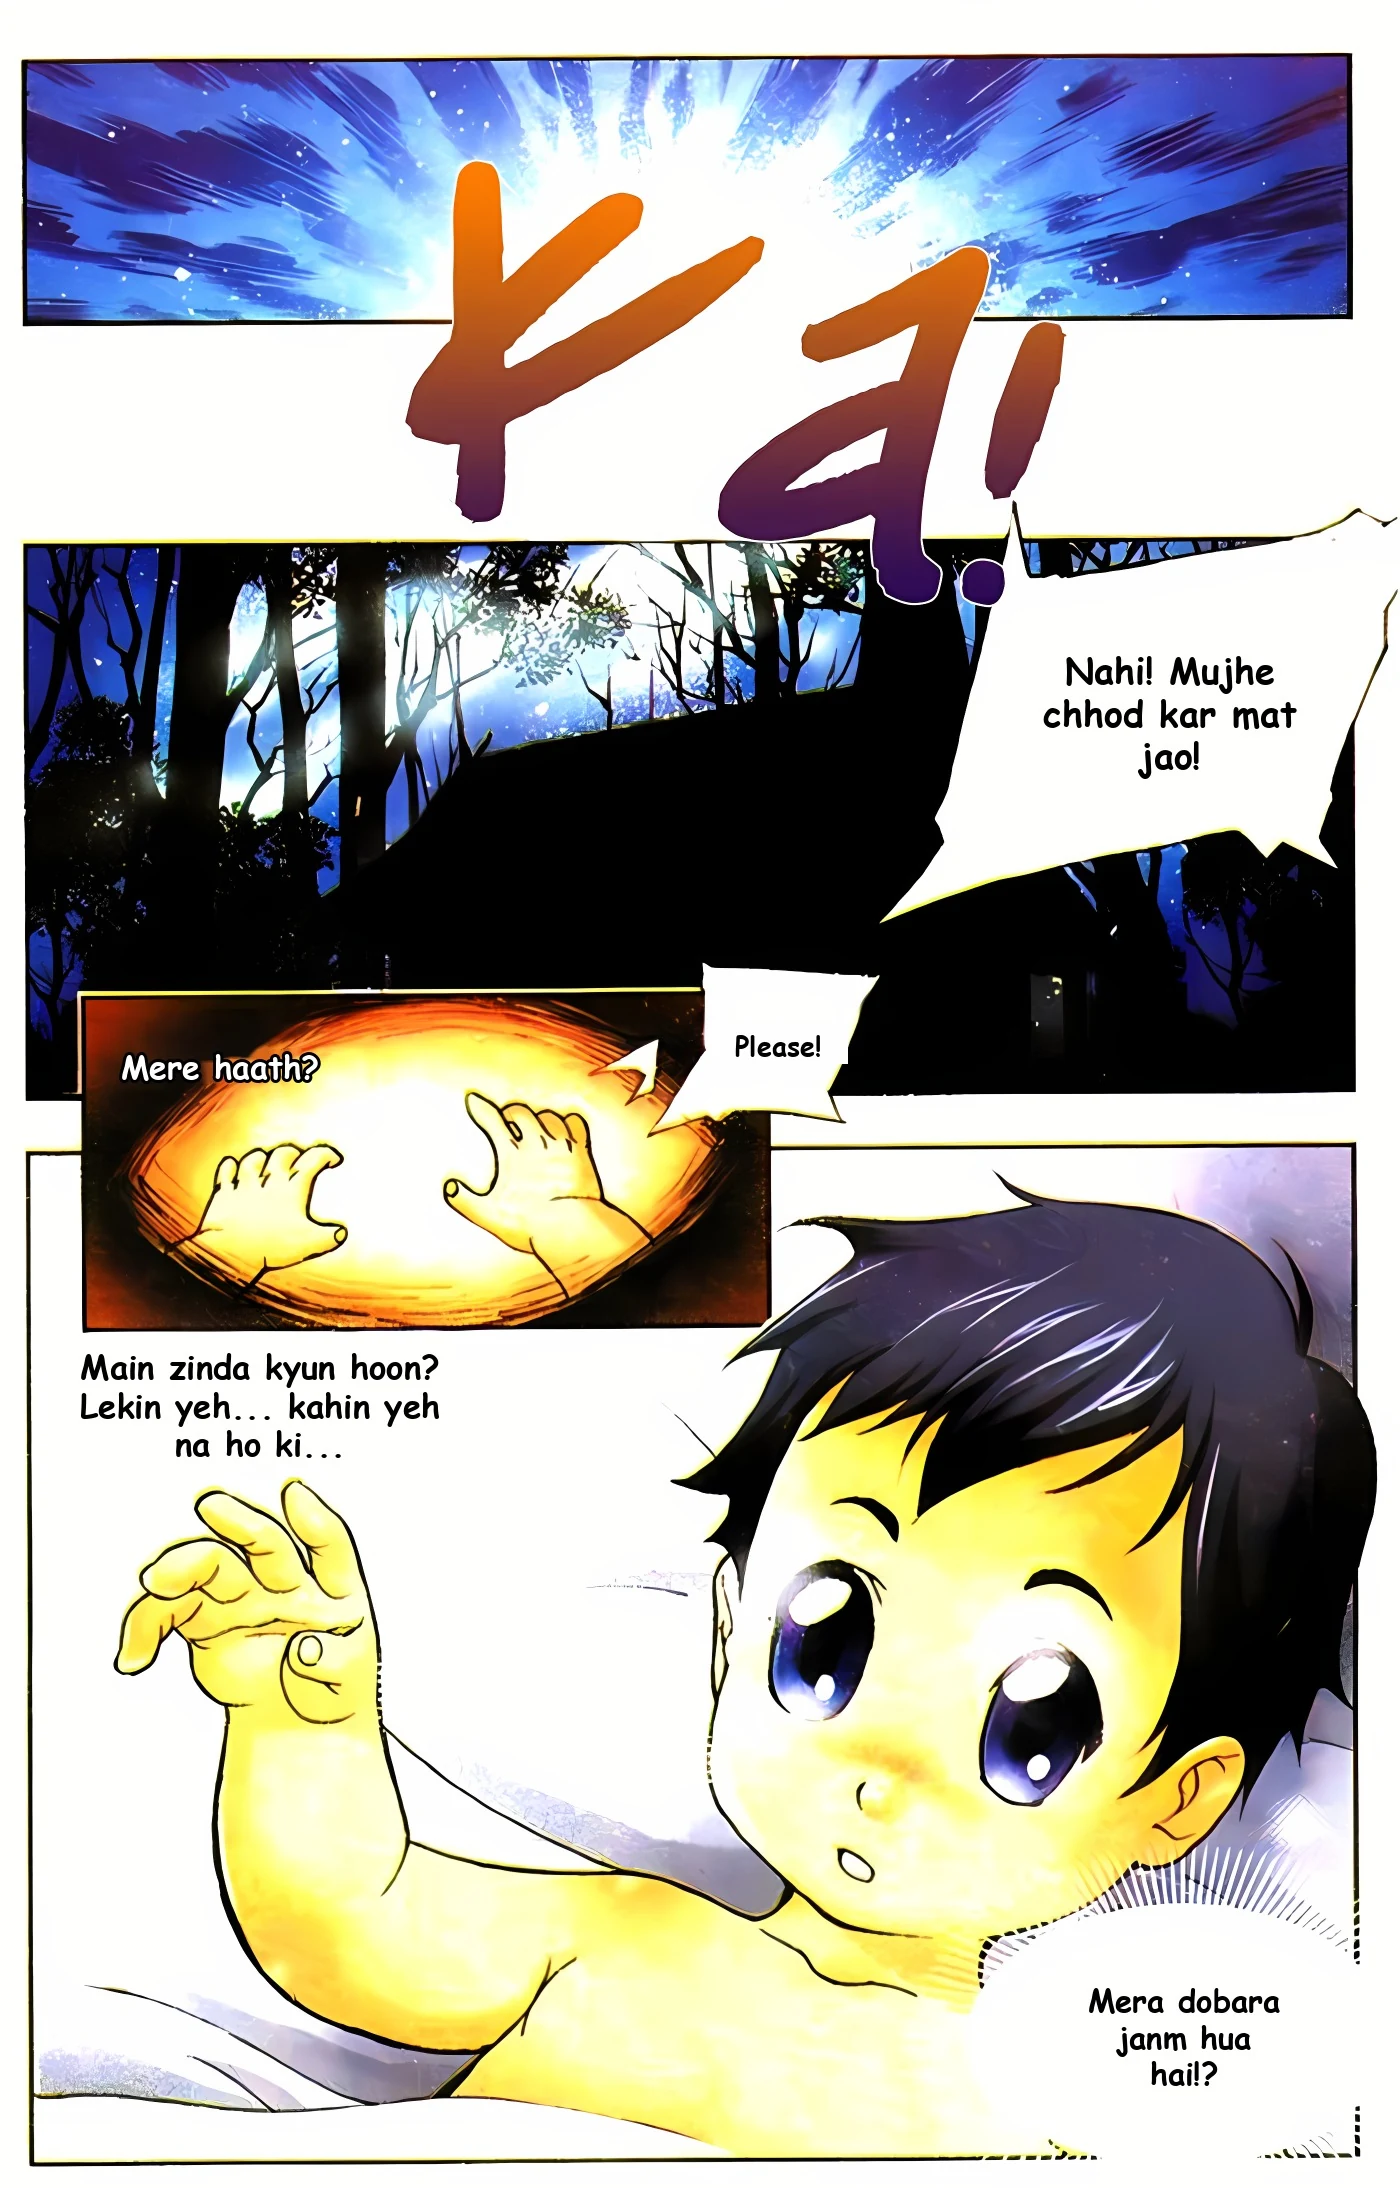 Nahi! Mujhe
chhod kar mat
jao!
Please!
Mere haath?
Main zinda kyun hoon?
Lekin yeh... kahin yeh
na ho ki...
Mera dobara
janm hua
hai!?